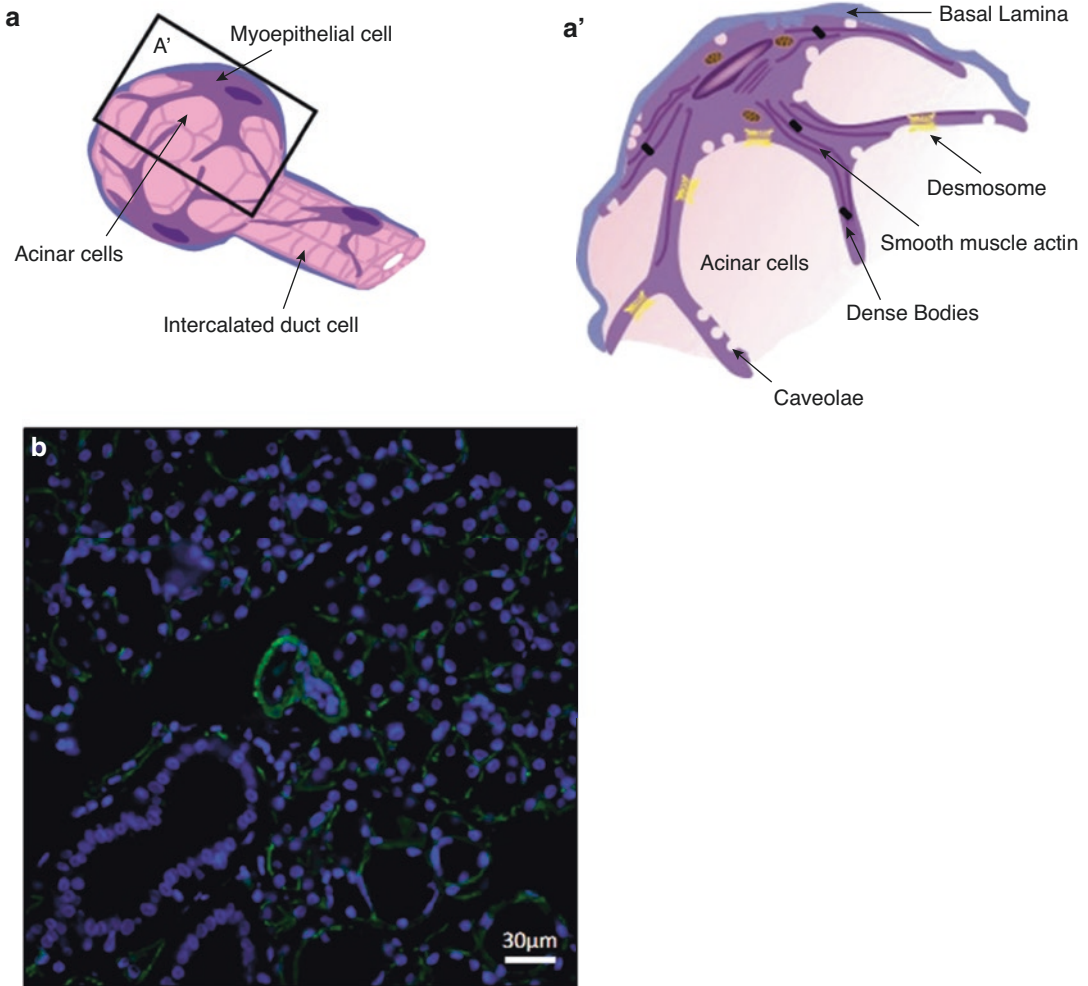 a
A'
Myoepithelial cell
Acinar cells
Intercalated duct cell
a'
Basal Lamina
Desmosome
Smooth muscle actin
Acinar cells
Dense Bodies
Caveolae
b
30µm